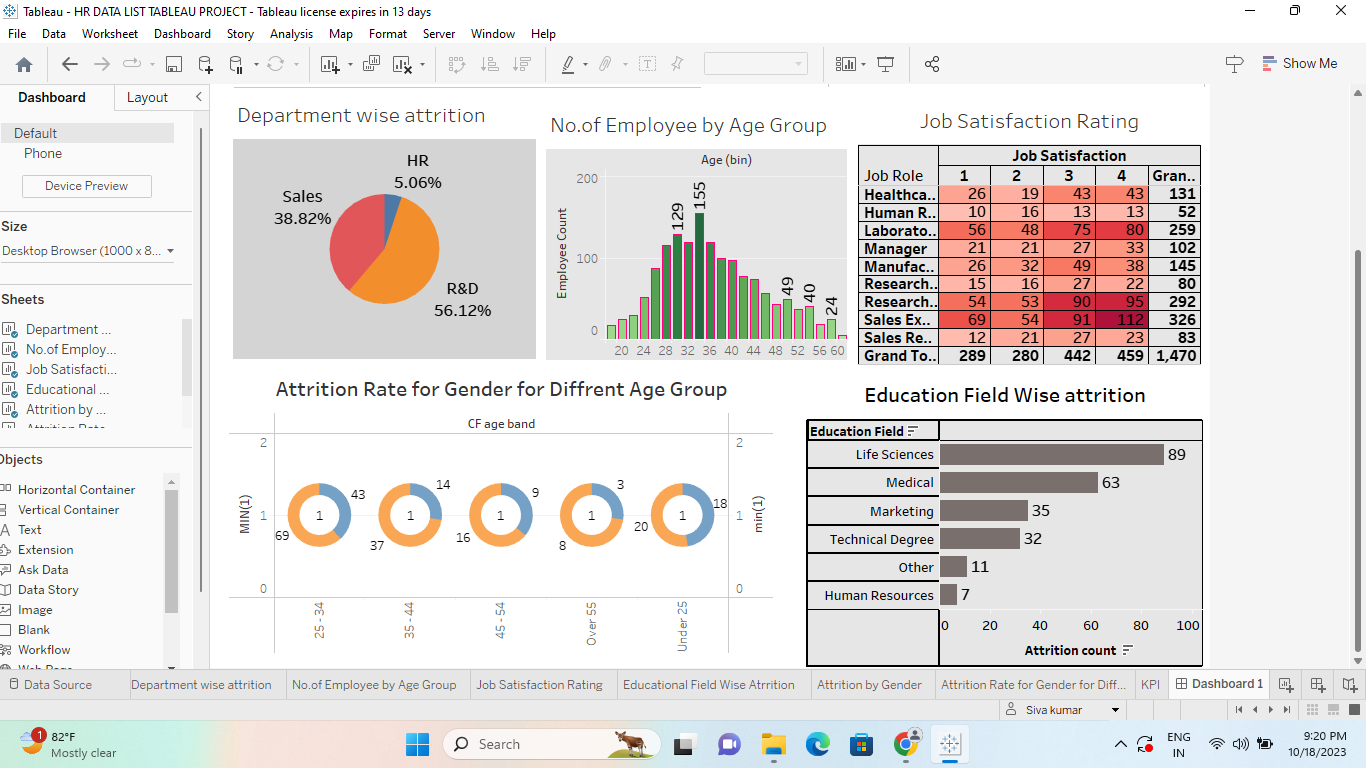 Tableau - HR DATA LIST TABLEAU PROJECT - Tableau license expires in 13 days
File Data Worksheet Dashboard Story Analysis Map Format Server Window Help
Show Me
Dashboard Layout
Default
Phone
Device Preview
Size
Desktop Browser (1000 x 8...
Sheets
Department ...
No.of Employ...
Job Satisfacti...
Educational ...
Attrition by ...
Attrition Rate
Objects
Horizontal Container
Vertical Container
Text
Extension
Ask Data
Data Story
Image
Blank
Workflow
Web Page
Department wise attrition
HR
5.06%
Sales
38.82%
R&D
56.12%
No.of Employee by Age Group
Age (bin)
Employee Count
200
100
0
129
155
49
40
24
20 24 28 32 36 40 44 48 52 56 60
Job Satisfaction Rating
Job Satisfaction
Job Role 1 2 3 4 Gran..
Healthca.. 26 19 43 43 131
Human R.. 10 16 13 13 52
Laborato.. 56 48 75 80 259
Manager 21 21 27 33 102
Manufac.. 26 32 49 38 145
Research.. 15 16 27 22 80
Research.. 54 53 90 95 292
Sales Ex.. 69 54 91 112 326
Sales Re.. 12 21 27 23 83
Grand To.. 289 280 442 459 1,470
Attrition Rate for Gender for Diffrent Age Group
CF age band
MIN(1)
2
1
0
43
1
69
14
1
37
9
1
16
3
1
8
18
1
20
2
1
0
min(1)
25 - 34
35 - 44
45 - 54
Over 55
Under 25
Education Field Wise attrition
Education Field
Life Sciences 89
Medical 63
Marketing 35
Technical Degree 32
Other 11
Human Resources 7
0 20 40 60 80 100
Attrition count
Data Source Department wise attrition No.of Employee by Age Group Job Satisfaction Rating Educational Field Wise Atrrition Attrition by Gender Attrition Rate for Gender for Diff... KPI Dashboard 1
Siva kumar
1
82°F
Mostly clear
Search
ENG
IN
9:20 PM
10/18/2023